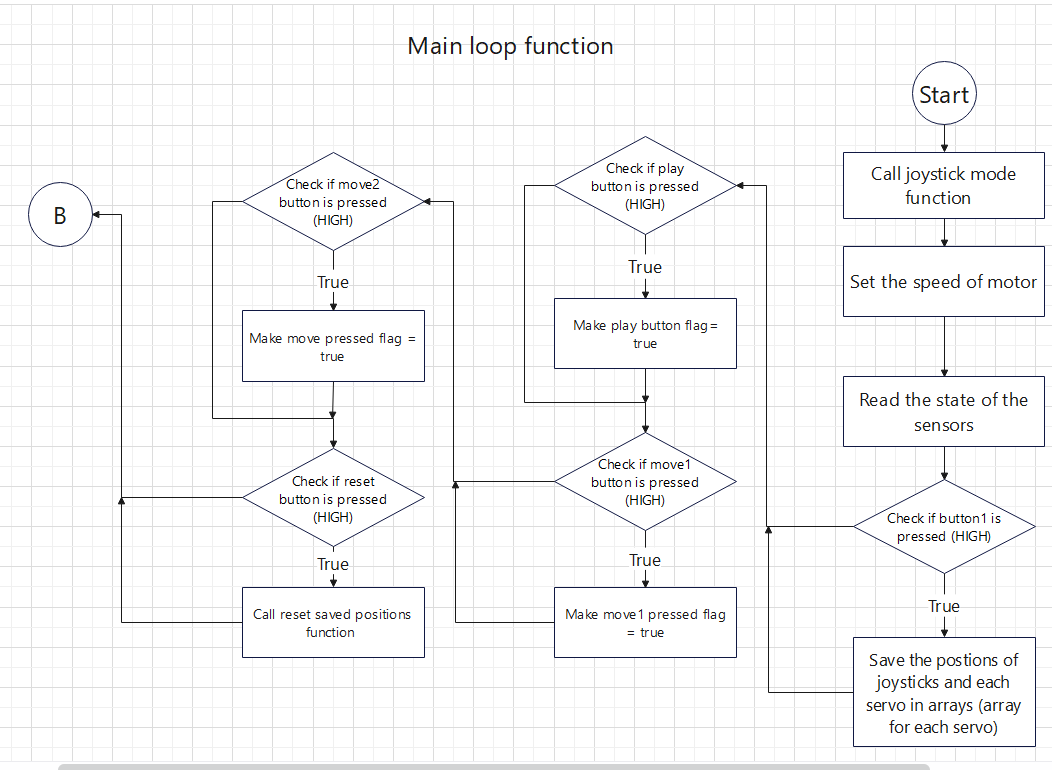 Main loop function
Start
Call joystick mode
function
Set the speed of motor
Read the state of the
sensors
Check if button1 is
pressed (HIGH)
True
Save the postions of
joysticks and each
servo in arrays (array
for each servo)
Check if play
button is pressed
(HIGH)
True
Make play button flag=
true
Check if move1
button is pressed
(HIGH)
True
Make move1 pressed flag
= true
Check if move2
button is pressed
(HIGH)
True
Make move pressed flag =
true
Check if reset
button is pressed
(HIGH)
True
Call reset saved positions
function
B